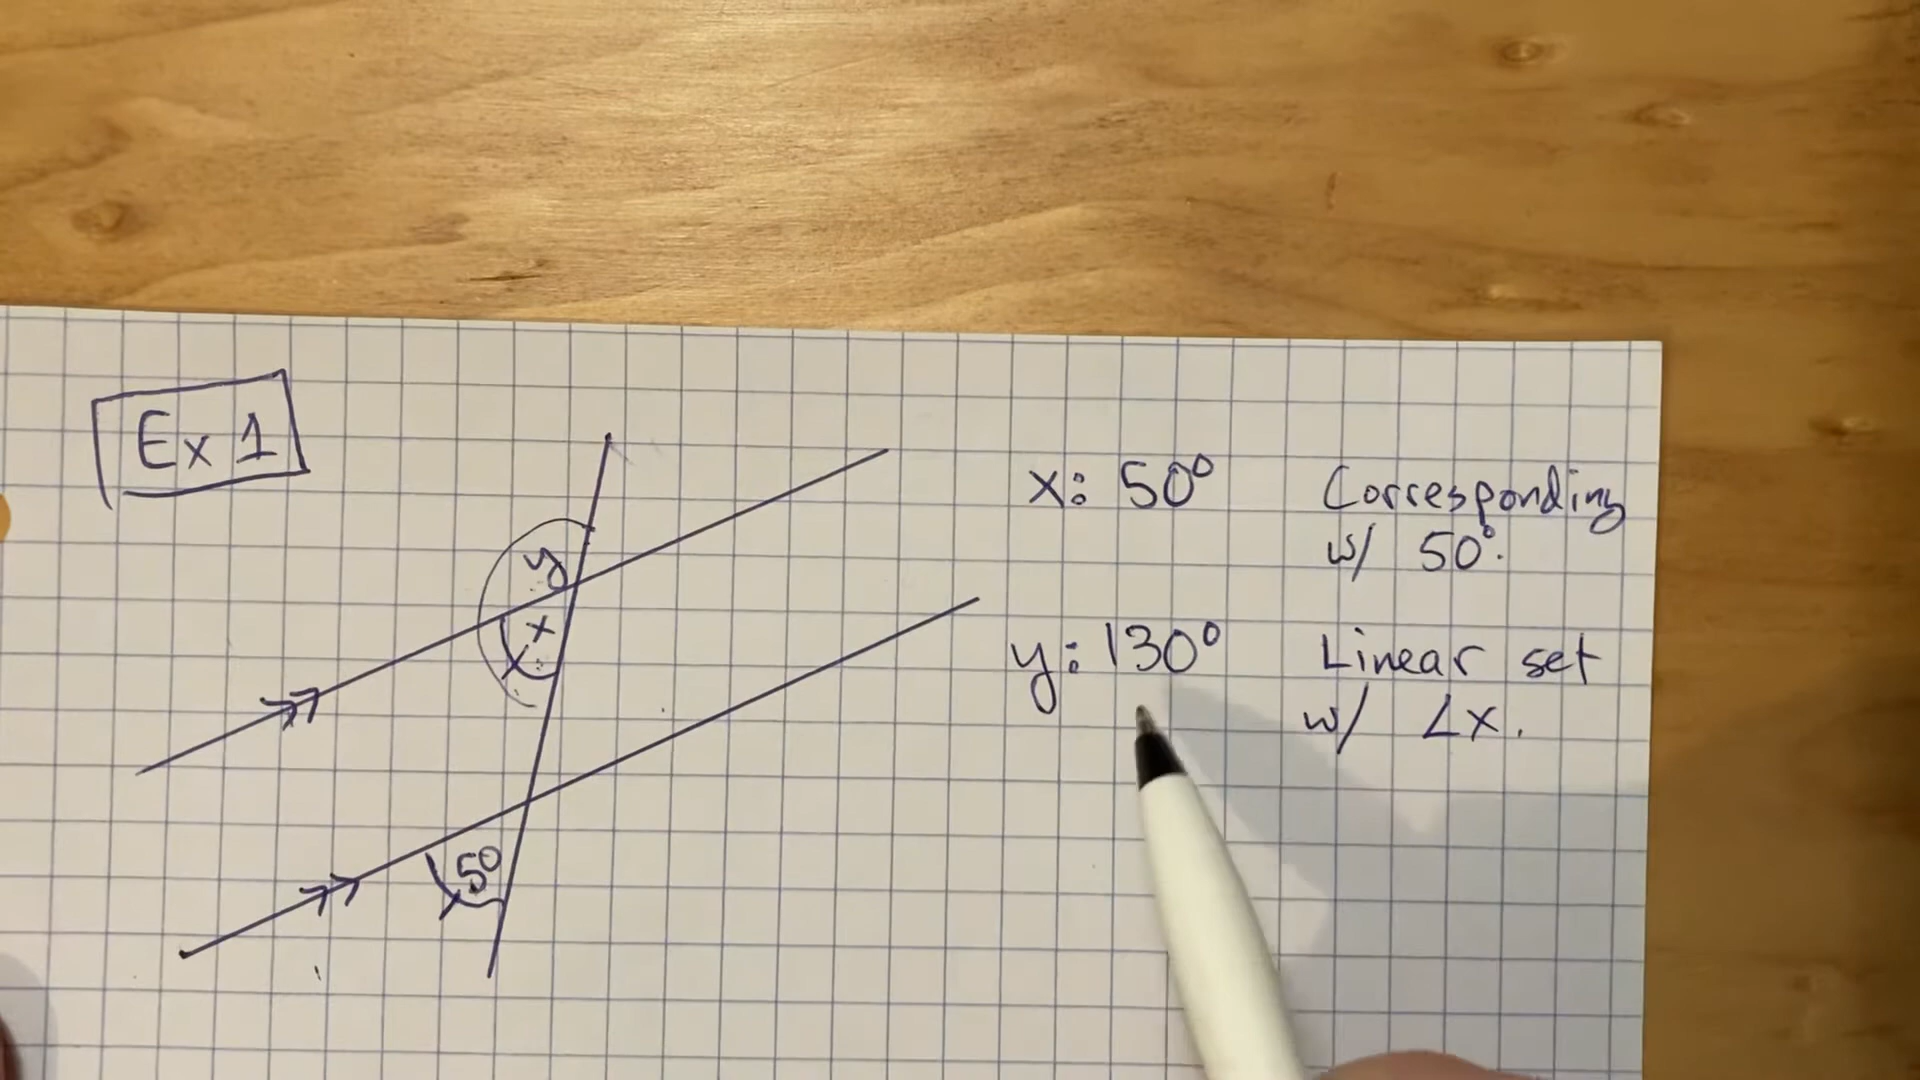 Ex 1
x: 50° Corresponding
w/ 50°.
y: 130° Linear set
w/ ∠x.
y
x
50